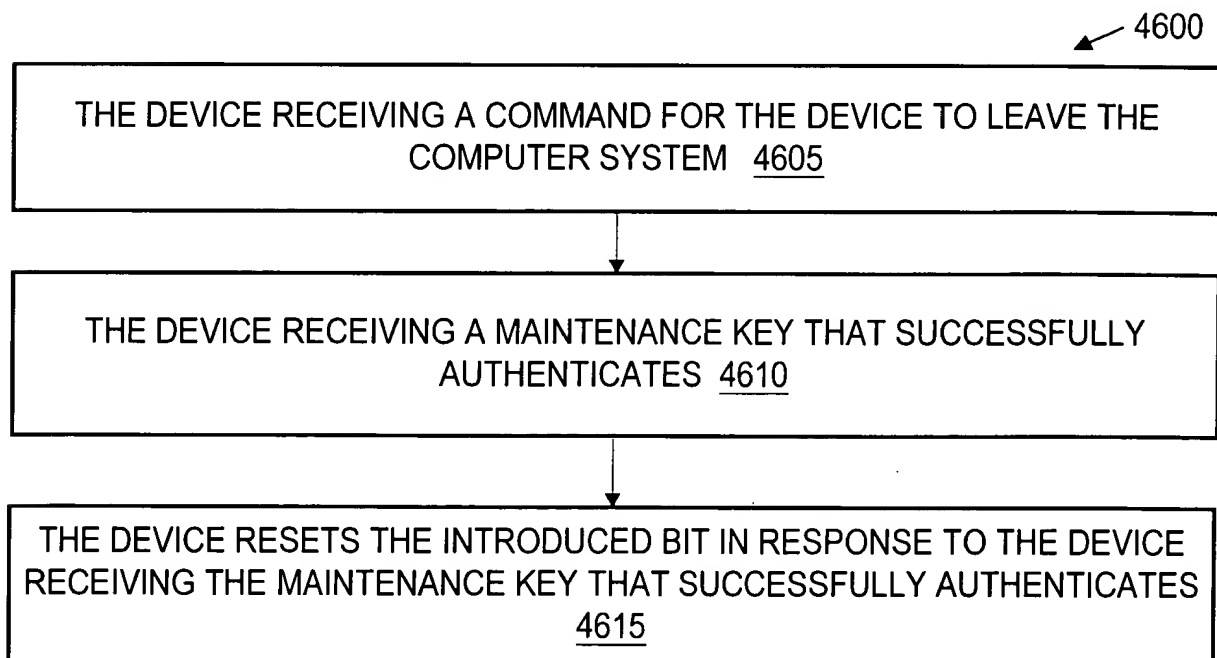 4600
THE DEVICE RECEIVING A COMMAND FOR THE DEVICE TO LEAVE THE
COMPUTER SYSTEM 4605
THE DEVICE RECEIVING A MAINTENANCE KEY THAT SUCCESSFULLY
AUTHENTICATES 4610
THE DEVICE RESETS THE INTRODUCED BIT IN RESPONSE TO THE DEVICE
RECEIVING THE MAINTENANCE KEY THAT SUCCESSFULLY AUTHENTICATES
4615